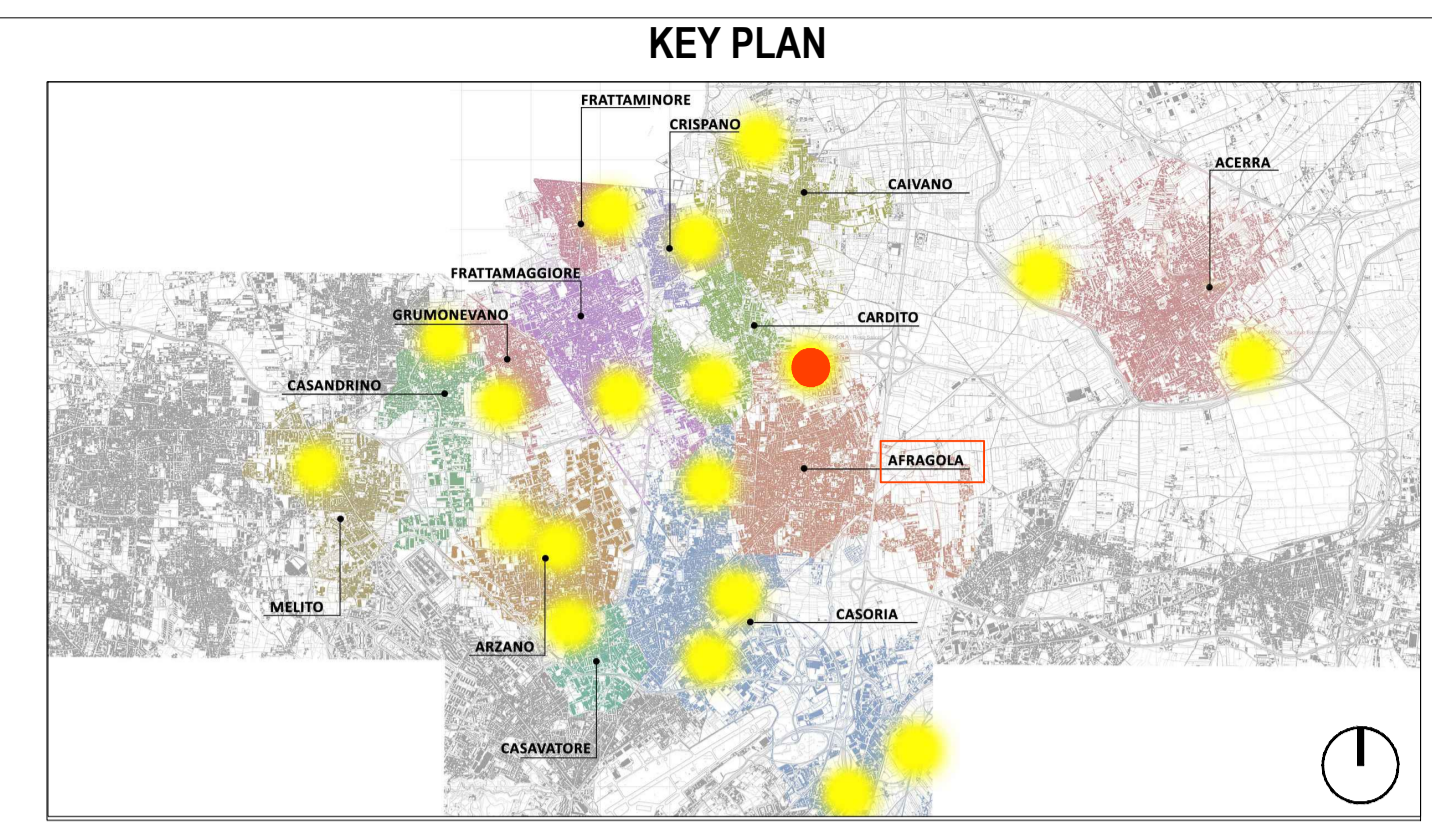 KEY PLAN
FRATTAMINORE
CRISPANO
ACERRA
CAIVANO
FRATTAMAGGIORE
GRUMONEVANO
CARDITO
CASANDRINO
AFRAGOLA
MELITO
CASORIA
ARZANO
CASAVATORE